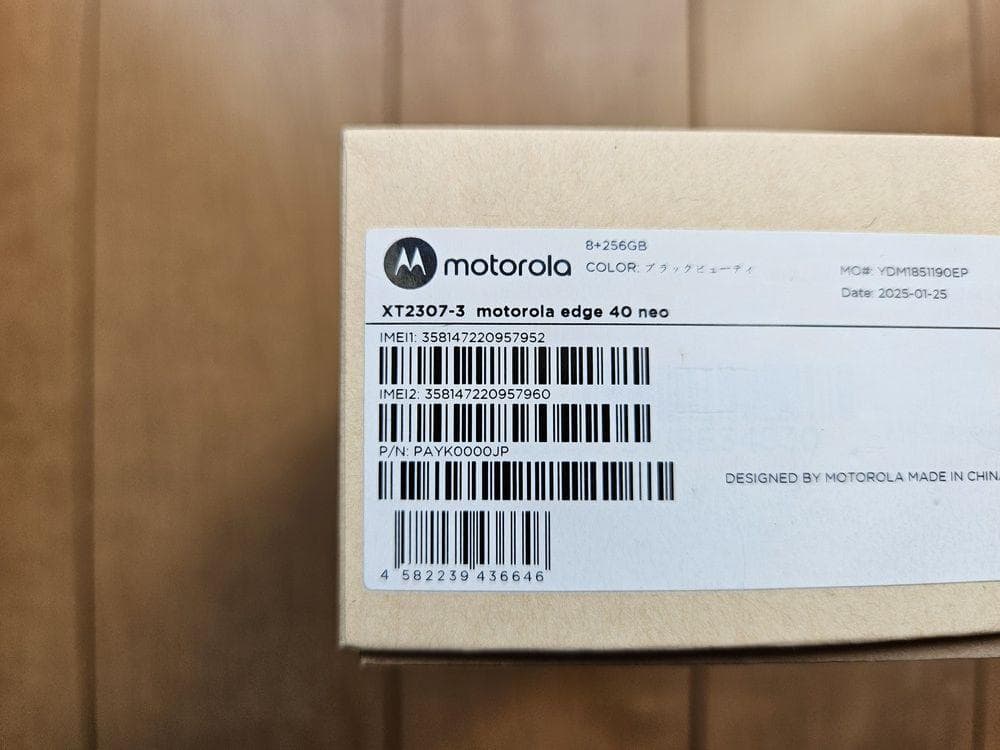 motorola
8+256GB
COLOR: ブラックビューティ
MO#: YDM1851190EP
Date: 2025-01-25
XT2307-3 motorola edge 40 neo
IMEI1: 358147220957952
IMEI2: 358147220957960
P/N: PAYK0000JP
DESIGNED BY MOTOROLA MADE IN CHINA
4 582239 436646